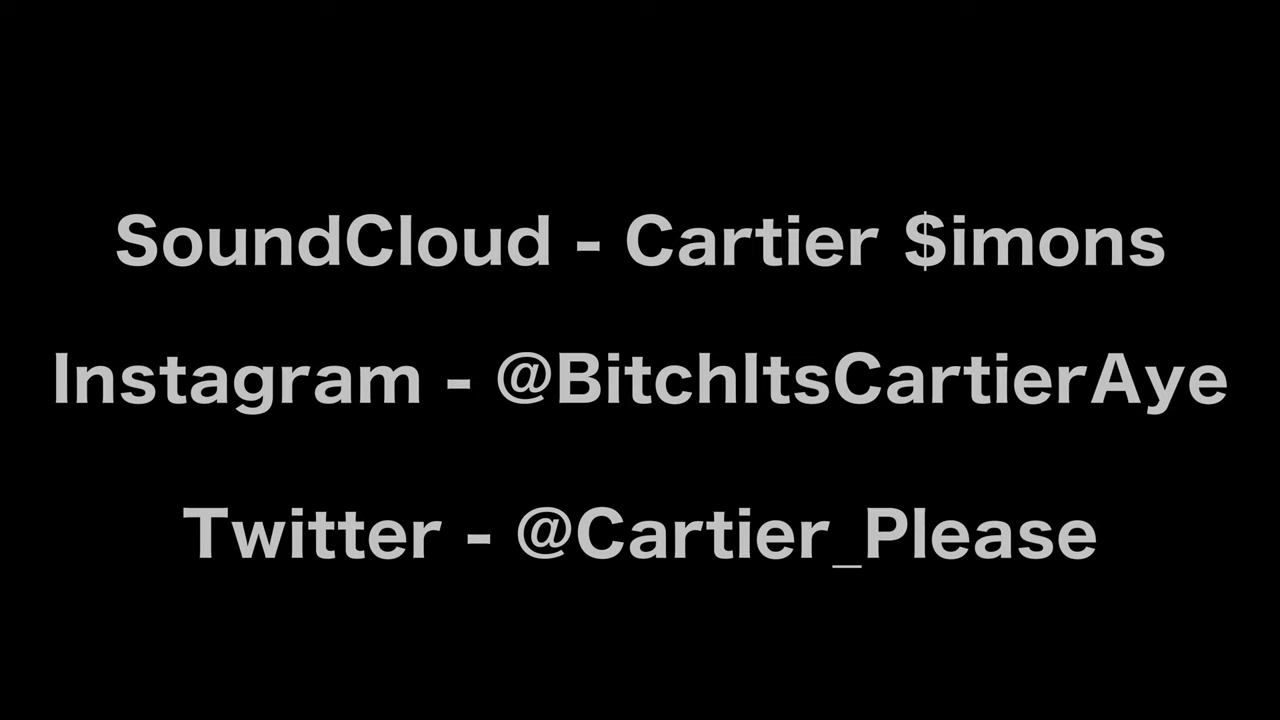 SoundCloud - Cartier $imons
Instagram - @BitchItsCartierAye
Twitter - @Cartier_Please